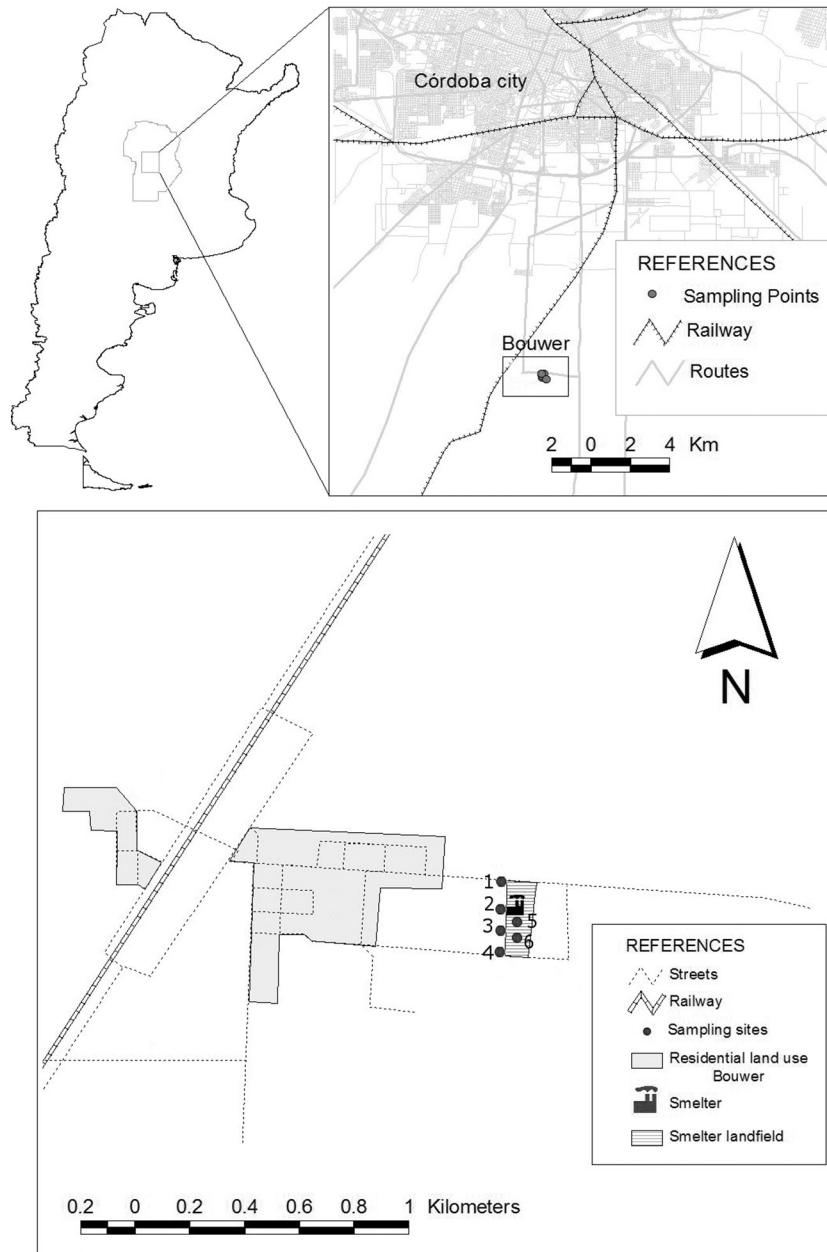 Córdoba city
REFERENCES
Sampling Points
Railway
Routes
Bouwer
2 0 2 4 Km
N
1
2
5
3
6
4
REFERENCES
Streets
Railway
Sampling sites
Residential land use
Bouwer
Smelter
Smelter landfield
0.2 0 0.2 0.4 0.6 0.8 1 Kilometers